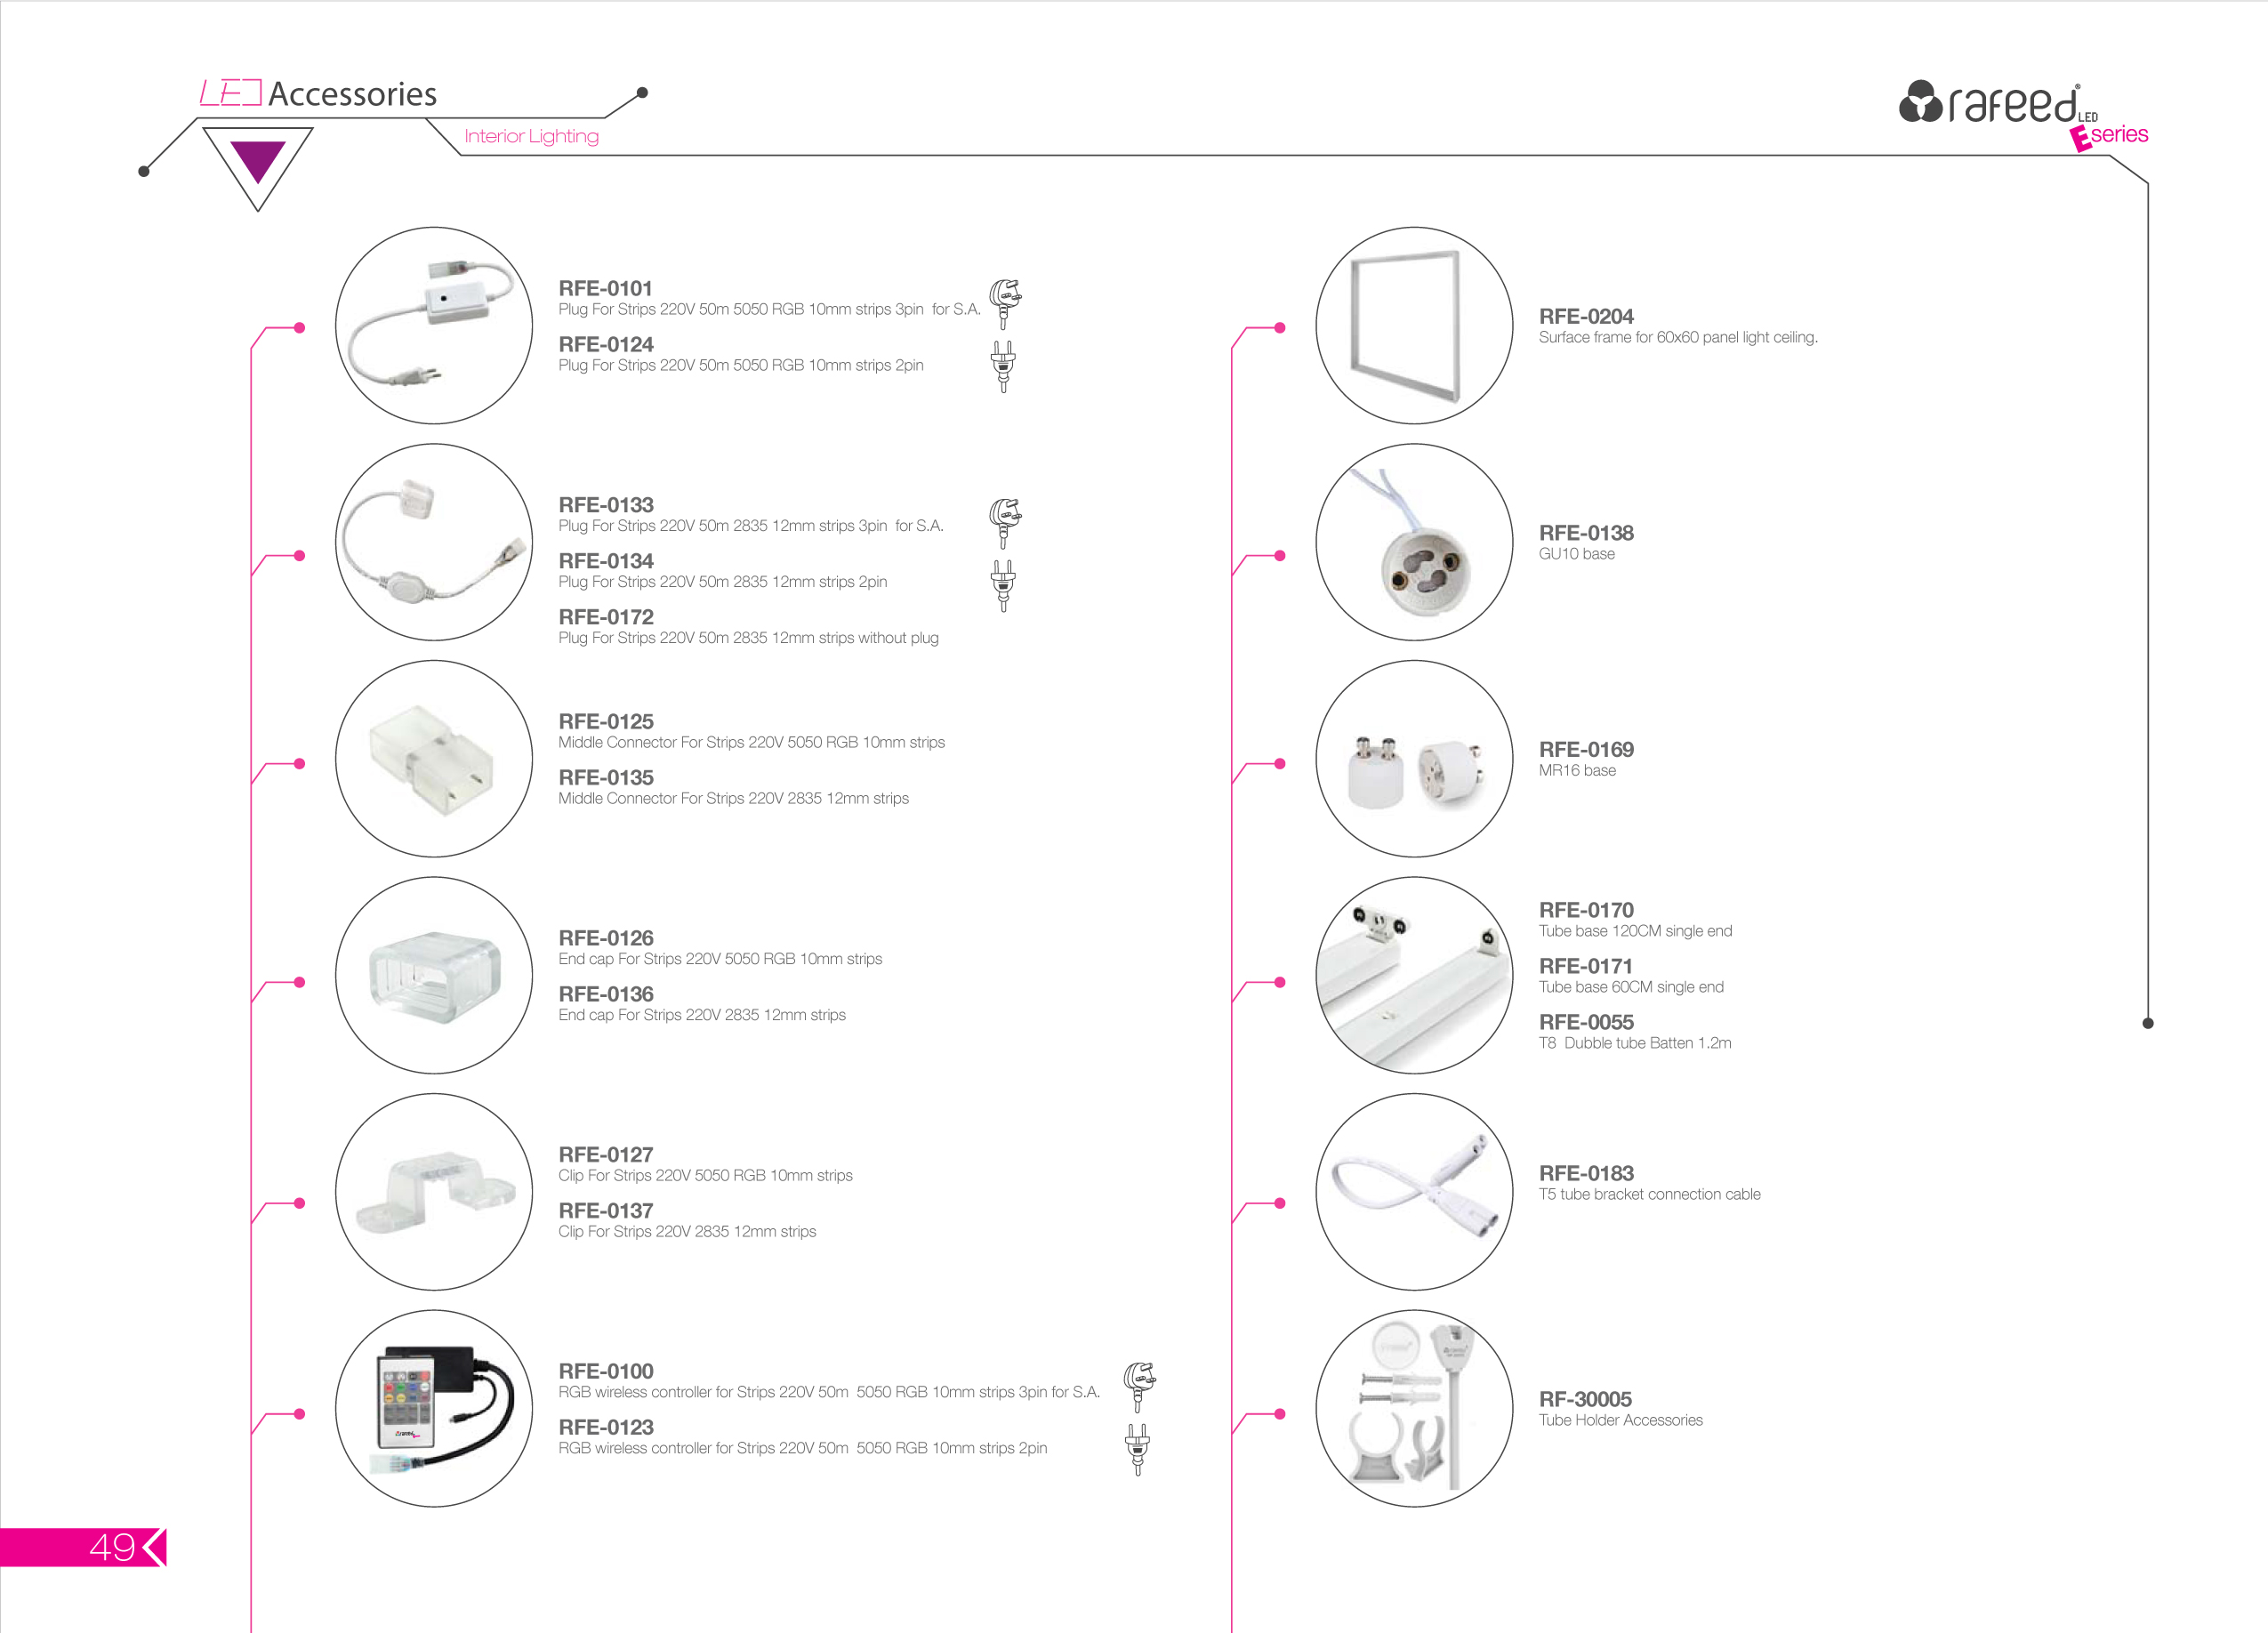 LED Accessories
Interior Lighting
rafeed® LED
E series
RFE-0101
Plug For Strips 220V 50m 5050 RGB 10mm strips 3pin  for S.A.
RFE-0124
Plug For Strips 220V 50m 5050 RGB 10mm strips 2pin
RFE-0133
Plug For Strips 220V 50m 2835 12mm strips 3pin  for S.A.
RFE-0134
Plug For Strips 220V 50m 2835 12mm strips 2pin
RFE-0172
Plug For Strips 220V 50m 2835 12mm strips without plug
RFE-0125
Middle Connector For Strips 220V 5050 RGB 10mm strips
RFE-0135
Middle Connector For Strips 220V 2835 12mm strips
RFE-0126
End cap For Strips 220V 5050 RGB 10mm strips
RFE-0136
End cap For Strips 220V 2835 12mm strips
RFE-0127
Clip For Strips 220V 5050 RGB 10mm strips
RFE-0137
Clip For Strips 220V 2835 12mm strips
RFE-0100
RGB wireless controller for Strips 220V 50m  5050 RGB 10mm strips 3pin for S.A.
RFE-0123
RGB wireless controller for Strips 220V 50m  5050 RGB 10mm strips 2pin
rafeed
RFE-0204
Surface frame for 60x60 panel light ceiling.
RFE-0138
GU10 base
RFE-0169
MR16 base
RFE-0170
Tube base 120CM single end
RFE-0171
Tube base 60CM single end
RFE-0055
T8  Dubble tube Batten 1.2m
RFE-0183
T5 tube bracket connection cable
rafeed
RF-30005
Tube Holder Accessories
49